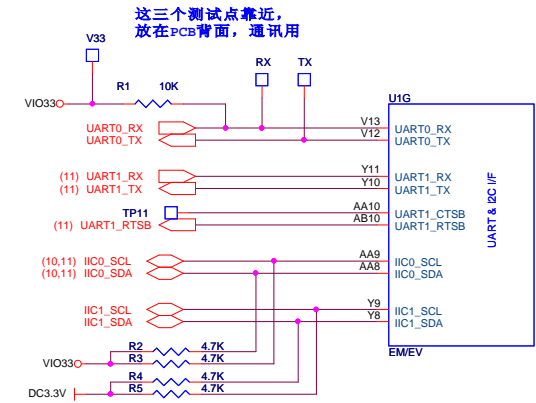 这三个测试点靠近，
放在PCB背面，通讯用
V33
RX TX
R1 10K
U1G
VIO33
UART0_RX V13 UART0_RX
UART0_TX V12 UART0_TX
(11) UART1_RX Y11 UART1_RX
(11) UART1_TX Y10 UART1_TX
TP11 AA10 UART1_CTSB
(11) UART1_RTSB AB10 UART1_RTSB
UART & I2C I/F
(10,11) IIC0_SCL AA9 IIC0_SCL
(10,11) IIC0_SDA AA8 IIC0_SDA
IIC1_SCL Y9 IIC1_SCL
IIC1_SDA Y8 IIC1_SDA
EM/EV
R2 4.7K
VIO33 R3 4.7K
R4 4.7K
DC3.3V R5 4.7K